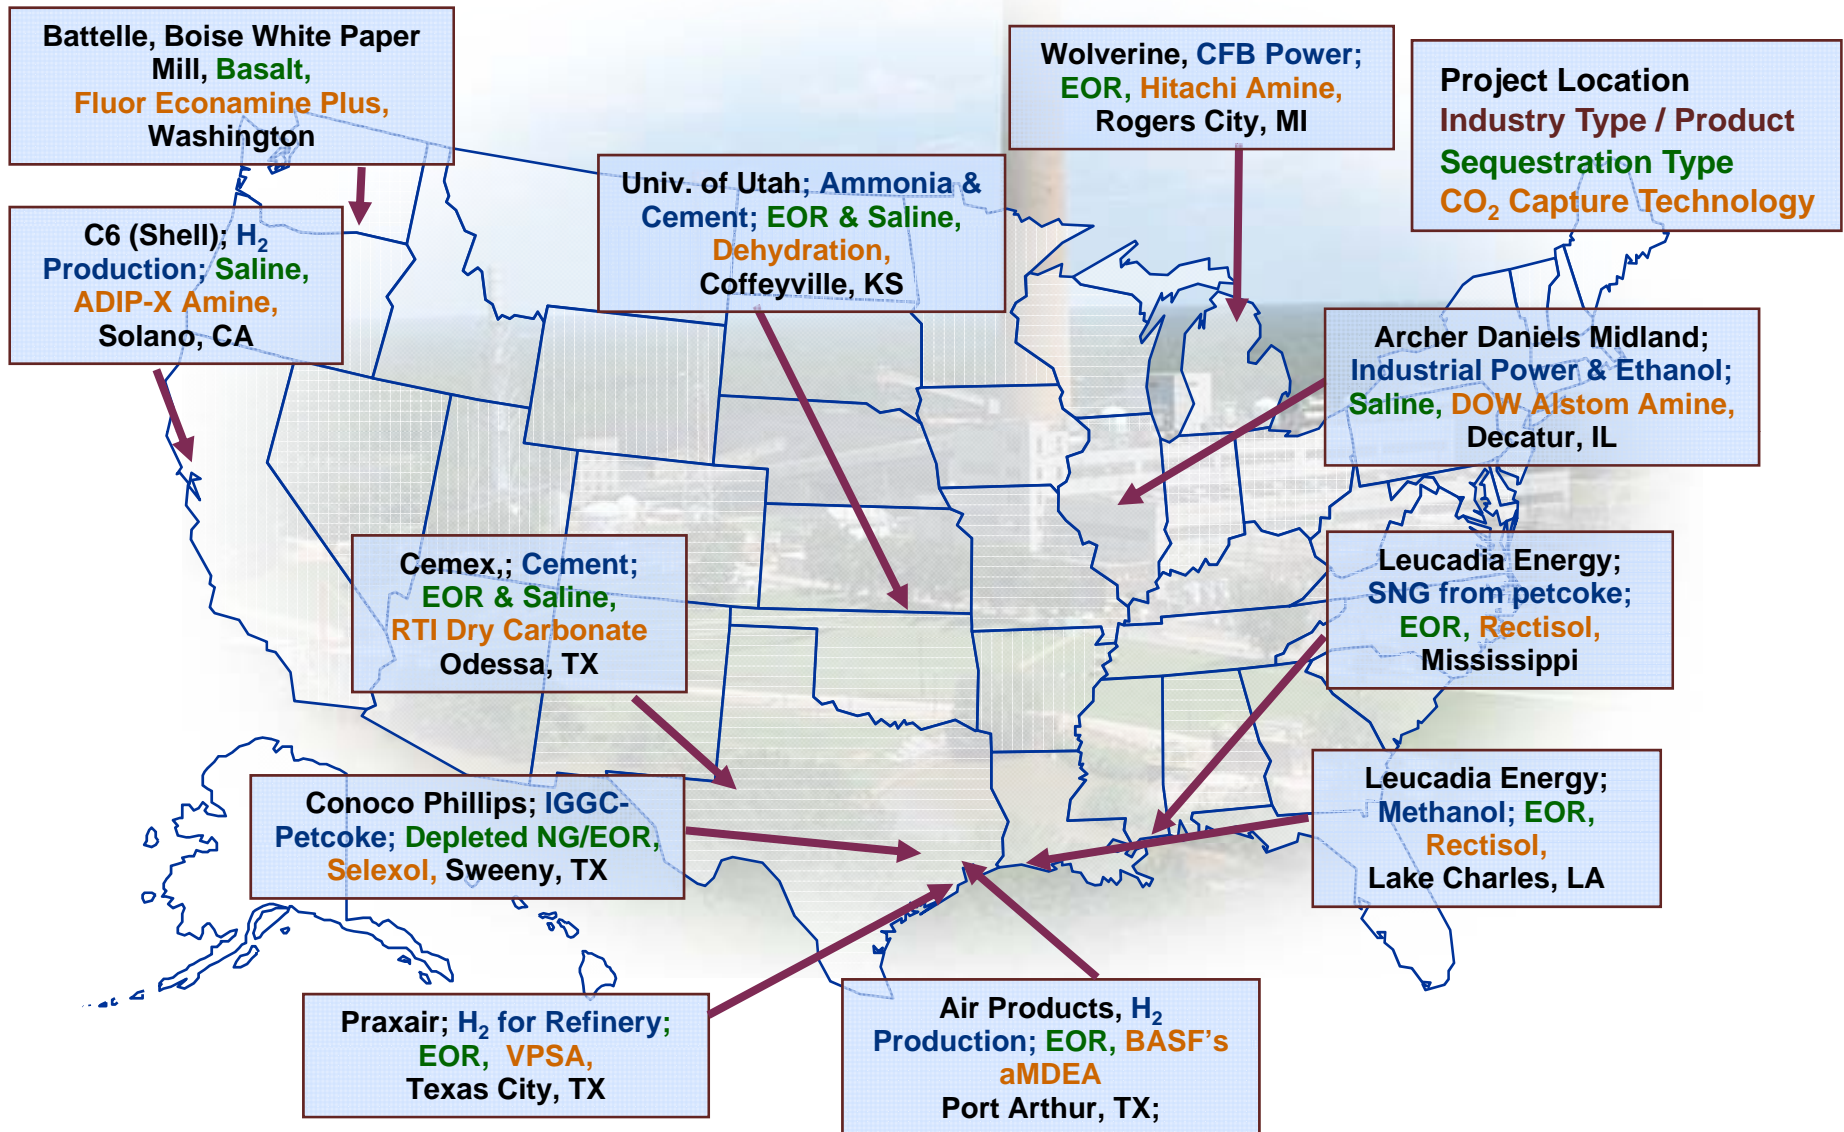 Battelle, Boise White Paper
Mill, Basalt,
Fluor Econamine Plus,
Washington
Wolverine, CFB Power;
EOR, Hitachi Amine,
Rogers City, MI
Project Location
Industry Type / Product
Sequestration Type
CO₂ Capture Technology
Univ. of Utah; Ammonia &
Cement; EOR & Saline,
Dehydration,
Coffeyville, KS
C6 (Shell); H₂
Production; Saline,
ADIP-X Amine,
Solano, CA
Archer Daniels Midland;
Industrial Power & Ethanol;
Saline, DOW Alstom Amine,
Decatur, IL
Cemex,; Cement;
EOR & Saline,
RTI Dry Carbonate
Odessa, TX
Leucadia Energy;
SNG from petcoke;
EOR, Rectisol,
Mississippi
Conoco Phillips; IGGC-
Petcoke; Depleted NG/EOR,
Selexol, Sweeny, TX
Leucadia Energy;
Methanol; EOR,
Rectisol,
Lake Charles, LA
Praxair; H₂ for Refinery;
EOR, VPSA,
Texas City, TX
Air Products, H₂
Production; EOR, BASF's
aMDEA
Port Arthur, TX;